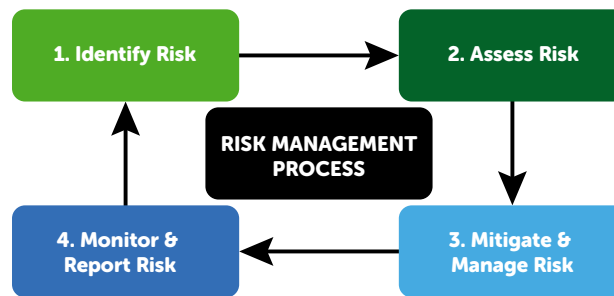 1. Identify Risk
2. Assess Risk
RISK MANAGEMENT
PROCESS
4. Monitor &
Report Risk
3. Mitigate &
Manage Risk